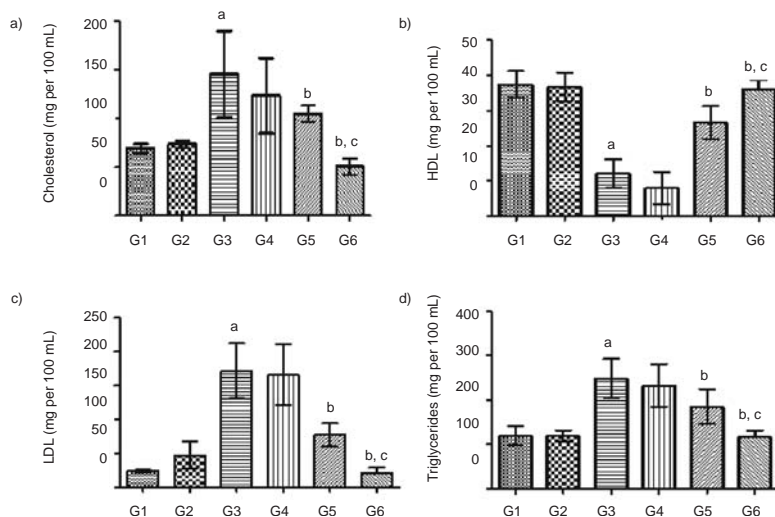 a)
Cholesterol (mg per 100 mL)
200
150
100
50
0
a
b
b, c
G1 G2 G3 G4 G5 G6
b)
HDL (mg per 100 mL)
40
30
20
10
0
a
b
b, c
G1 G2 G3 G4 G5 G6
c)
LDL (mg per 100 mL)
250
200
150
100
50
0
a
b
b, c
G1 G2 G3 G4 G5 G6
d)
Triglycerides (mg per 100 mL)
400
300
200
100
0
a
b
b, c
G1 G2 G3 G4 G5 G6